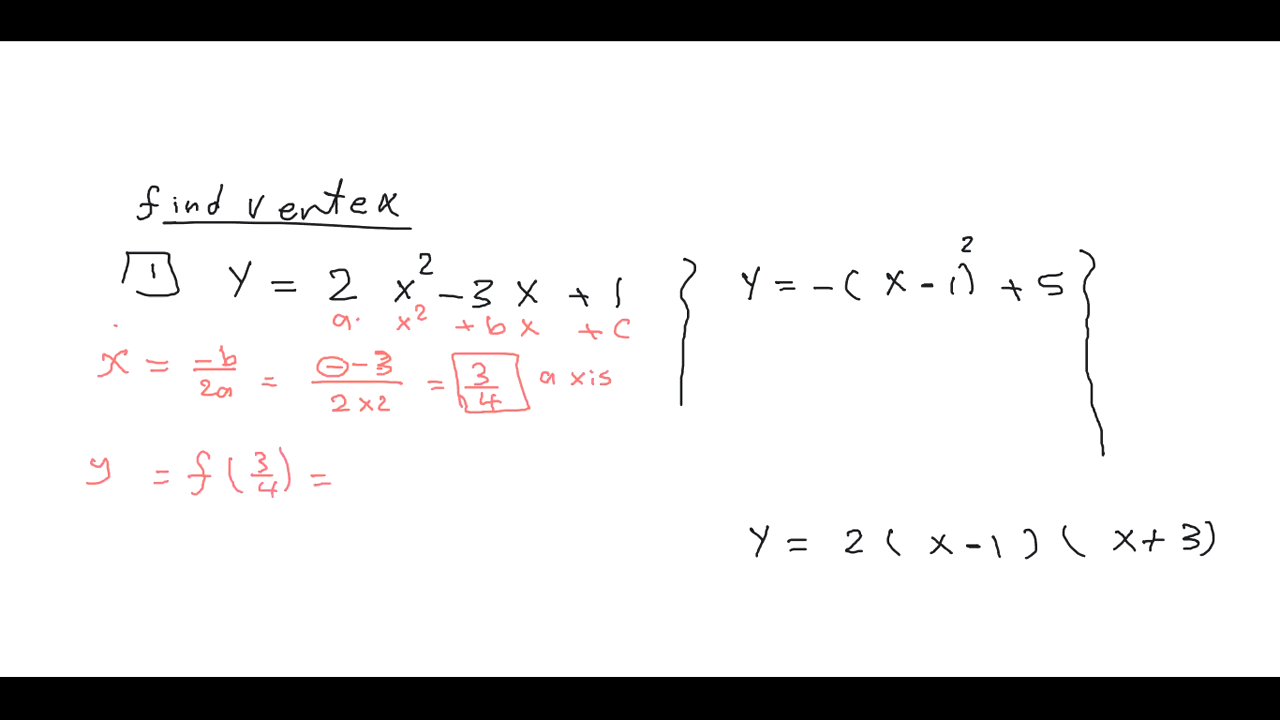 find vertex
1 Y = 2 x² - 3 x + 1
a x² + b x + c
x = -b/2a = - -3/2×2 = 3/4 axis
y = f(3/4) =
Y = -(x - 1)² + 5
Y = 2(x - 1)(x + 3)